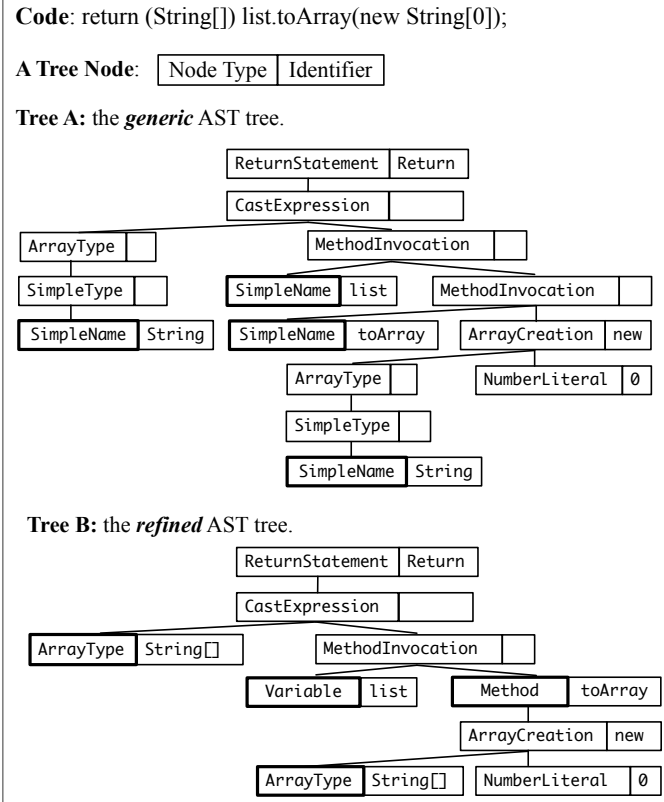 Code: return (String[]) list.toArray(new String[0]);
A Tree Node: Node Type Identifier
Tree A: the generic AST tree.
ReturnStatement Return
CastExpression
ArrayType MethodInvocation
SimpleType SimpleName list MethodInvocation
SimpleName String SimpleName toArray ArrayCreation new
ArrayType NumberLiteral 0
SimpleType
SimpleName String
Tree B: the refined AST tree.
ReturnStatement Return
CastExpression
ArrayType String[] MethodInvocation
Variable list Method toArray
ArrayCreation new
ArrayType String[] NumberLiteral 0